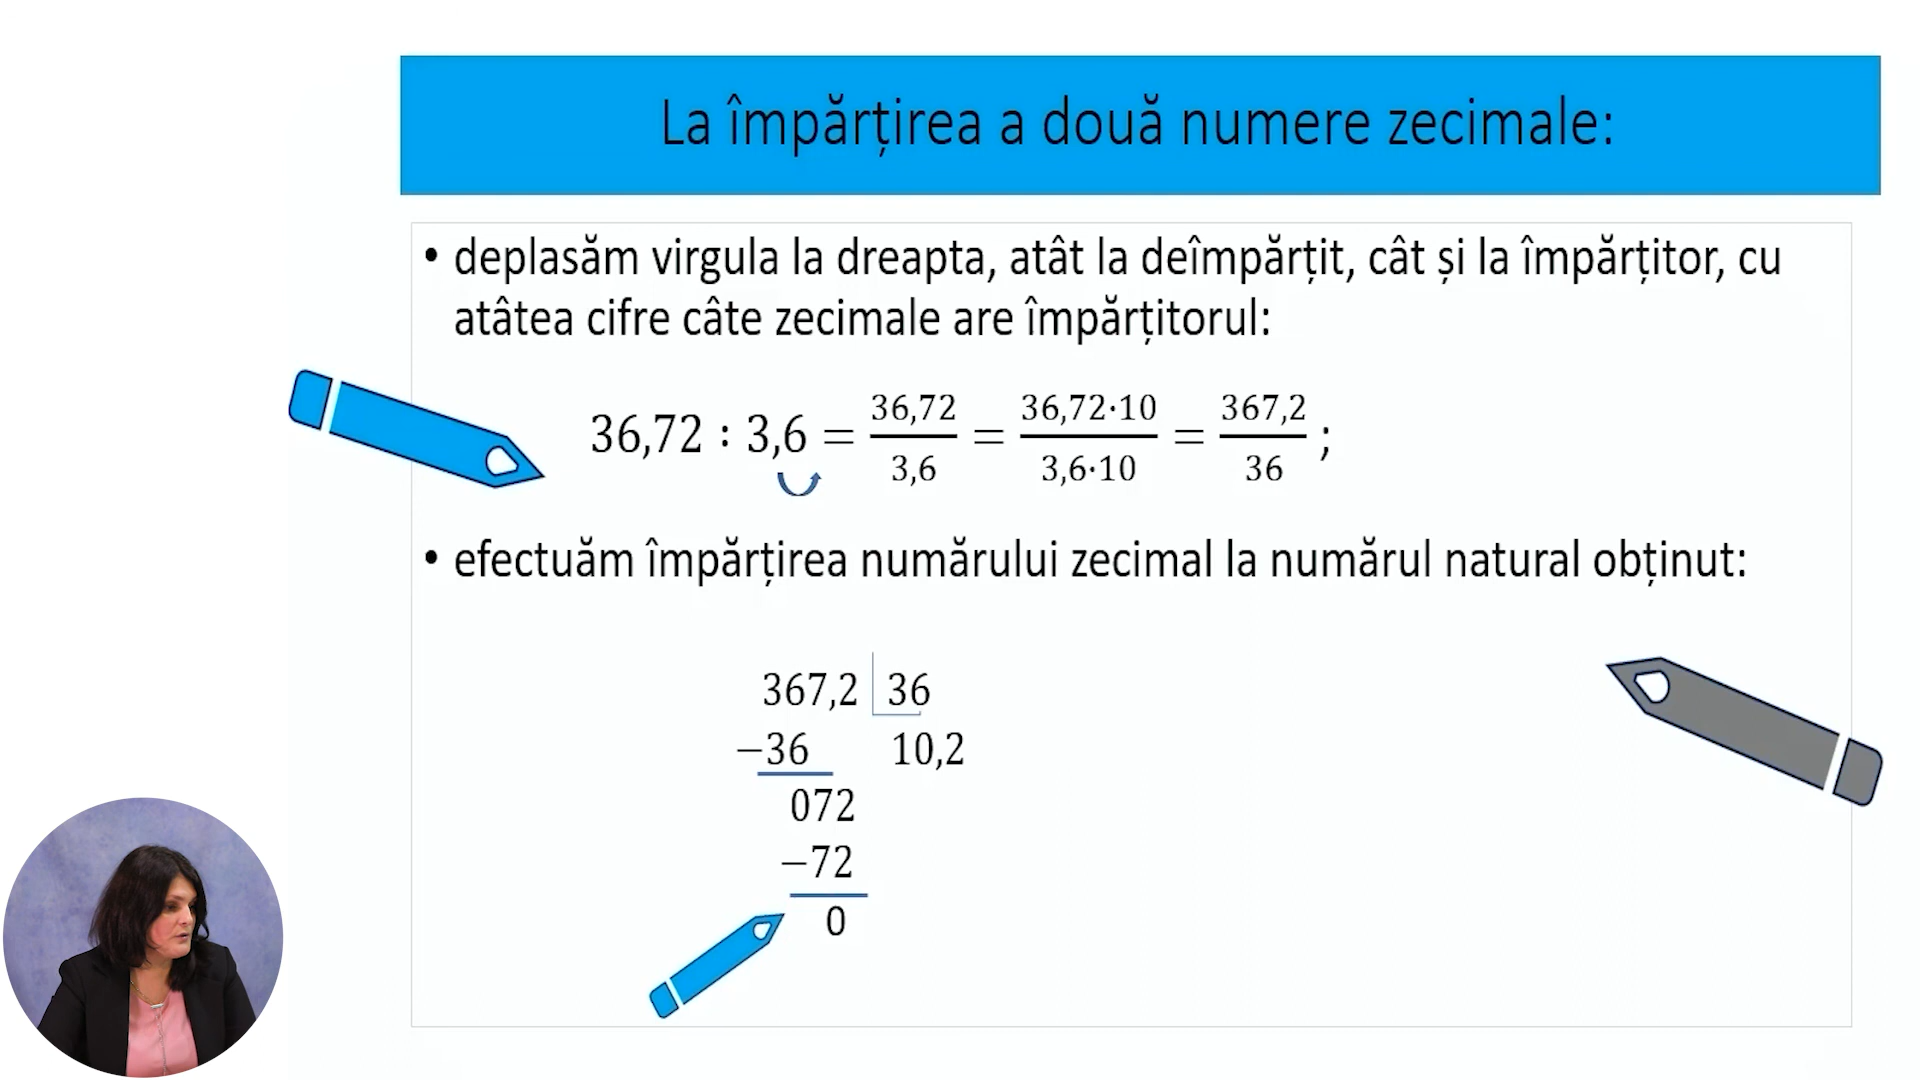 La împărțirea a două numere zecimale:
• deplasăm virgula la dreapta, atât la deîmpărțit, cât și la împărțitor, cu
atâtea cifre câte zecimale are împărțitorul:
36,72 : 3,6 = 36,72/3,6 = 36,72·10/3,6·10 = 367,2/36 ;
• efectuăm împărțirea numărului zecimal la numărul natural obținut:
367,2 36
−36 10,2
072
−72
0